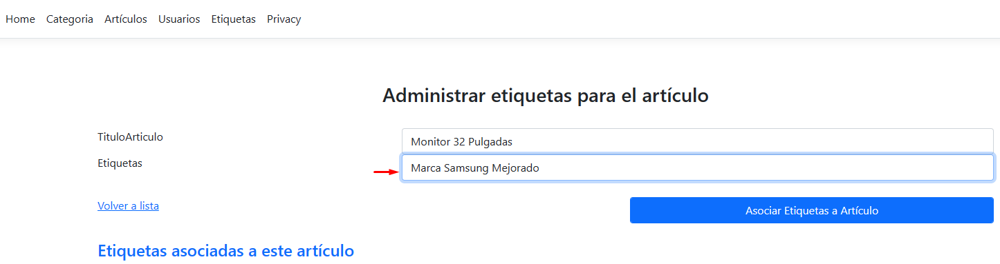 Home Categoria Artículos Usuarios Etiquetas Privacy
Administrar etiquetas para el artículo
TituloArticulo Monitor 32 Pulgadas
Etiquetas Marca Samsung Mejorado
Volver a lista Asociar Etiquetas a Artículo
Etiquetas asociadas a este artículo